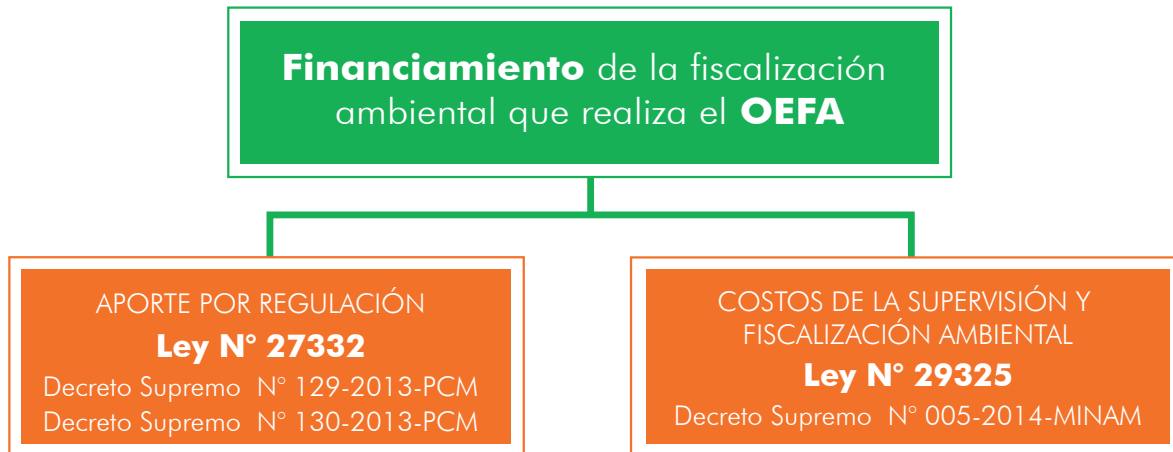 Financiamiento de la fiscalización
ambiental que realiza el OEFA
APORTE POR REGULACIÓN
Ley N° 27332
Decreto Supremo N° 129-2013-PCM
Decreto Supremo N° 130-2013-PCM
COSTOS DE LA SUPERVISIÓN Y
FISCALIZACIÓN AMBIENTAL
Ley N° 29325
Decreto Supremo N° 005-2014-MINAM